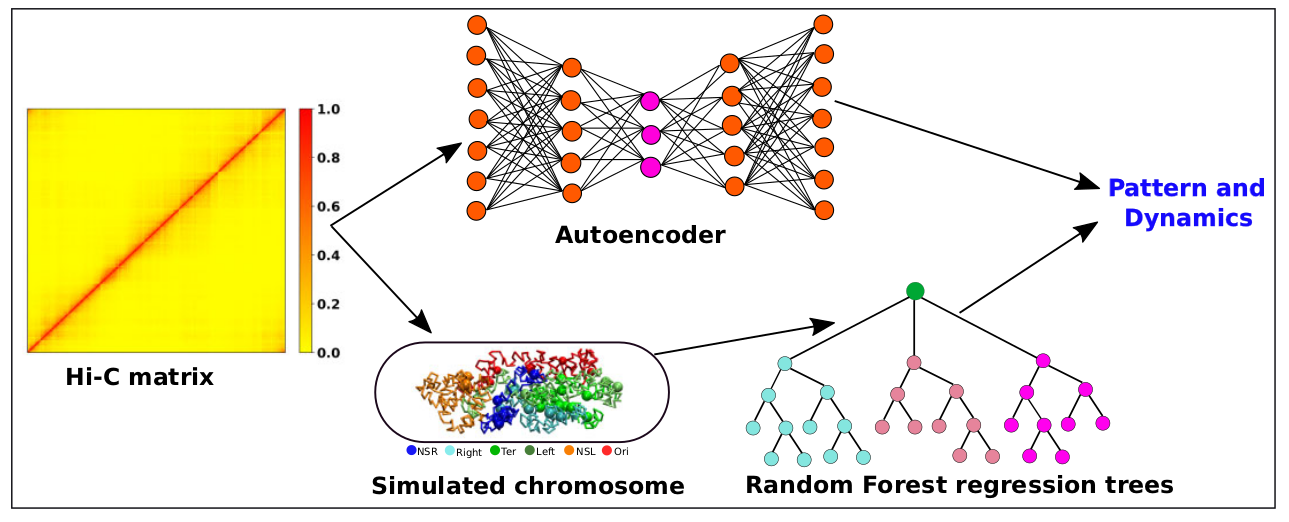 1.0
0.8
0.6
0.4
0.2
0.0
Hi-C matrix
Autoencoder
Pattern and
Dynamics
NSR Right Ter Left NSL Ori
Simulated chromosome
Random Forest regression trees